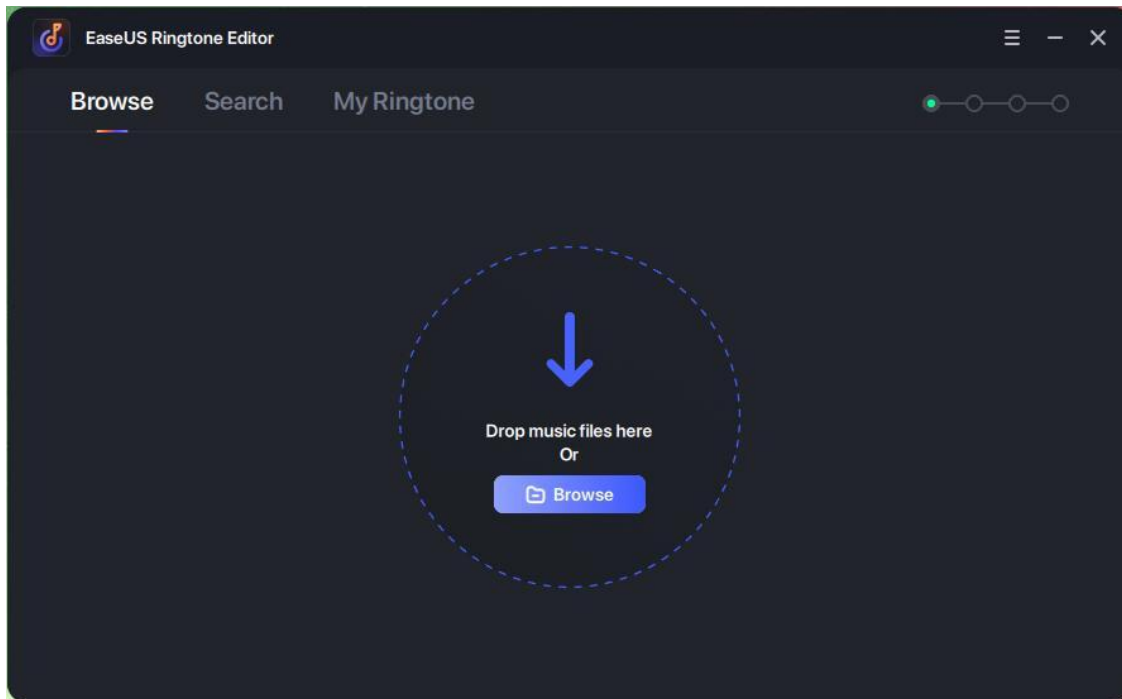 EaseUS Ringtone Editor
Browse Search My Ringtone
Drop music files here
Or
Browse